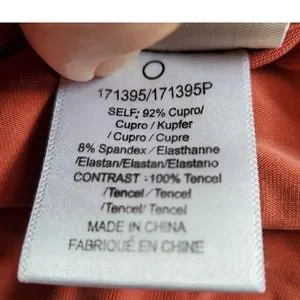 171395/171395P
SELF: 92% Cupro/
Cupro / Kupfer
/ Cupro / Cupre
8% Spandex / Elasthanne
/Elastan/Elastan/Elastano
CONTRAST : 100% Tencel
/Tencel/ Tencel
/Tencel/ Tencel
MADE IN CHINA
FABRIQUÉ EN CHINE